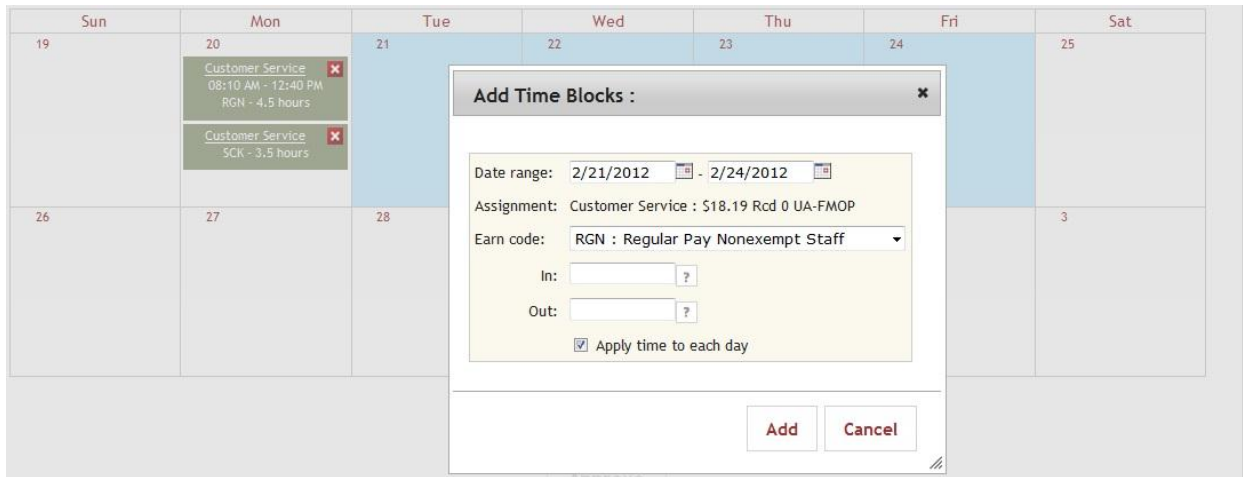 Sun Mon Tue Wed Thu Fri Sat
19 20 21 22 23 24 25
Customer Service
08:10 AM - 12:40 PM
RGN - 4.5 hours
Customer Service
SCK - 3.5 hours
26 27 28 3
Add Time Blocks :
Date range: 2/21/2012 - 2/24/2012
Assignment: Customer Service : $18.19 Rcd 0 UA-FMOP
Earn code: RGN : Regular Pay Nonexempt Staff
In: ?
Out: ?
Apply time to each day
Add Cancel